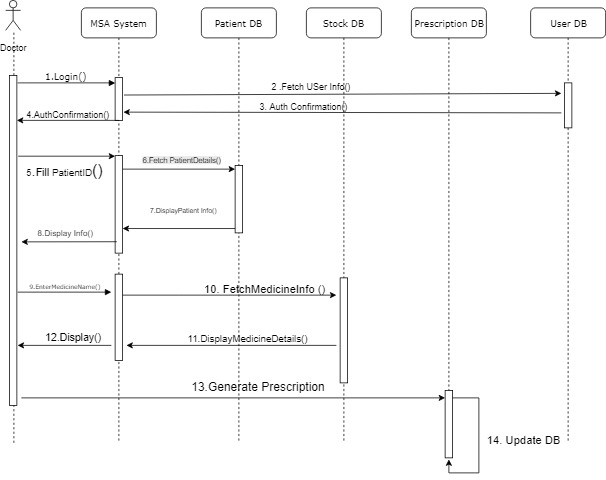 MSA System
Patient DB
Stock DB
Prescription DB
User DB
Doctor
1.Login()
2 .Fetch USer Info()
3. Auth Confirmation()
4.AuthConfirmation()
5.Fill PatientID()
6.Fetch PatientDetails()
7.DisplayPatient Info()
8.Display Info()
9.EnterMedicineName()
10. FetchMedicineInfo ()
11.DisplayMedicineDetails()
12.Display()
13.Generate Prescription
14. Update DB